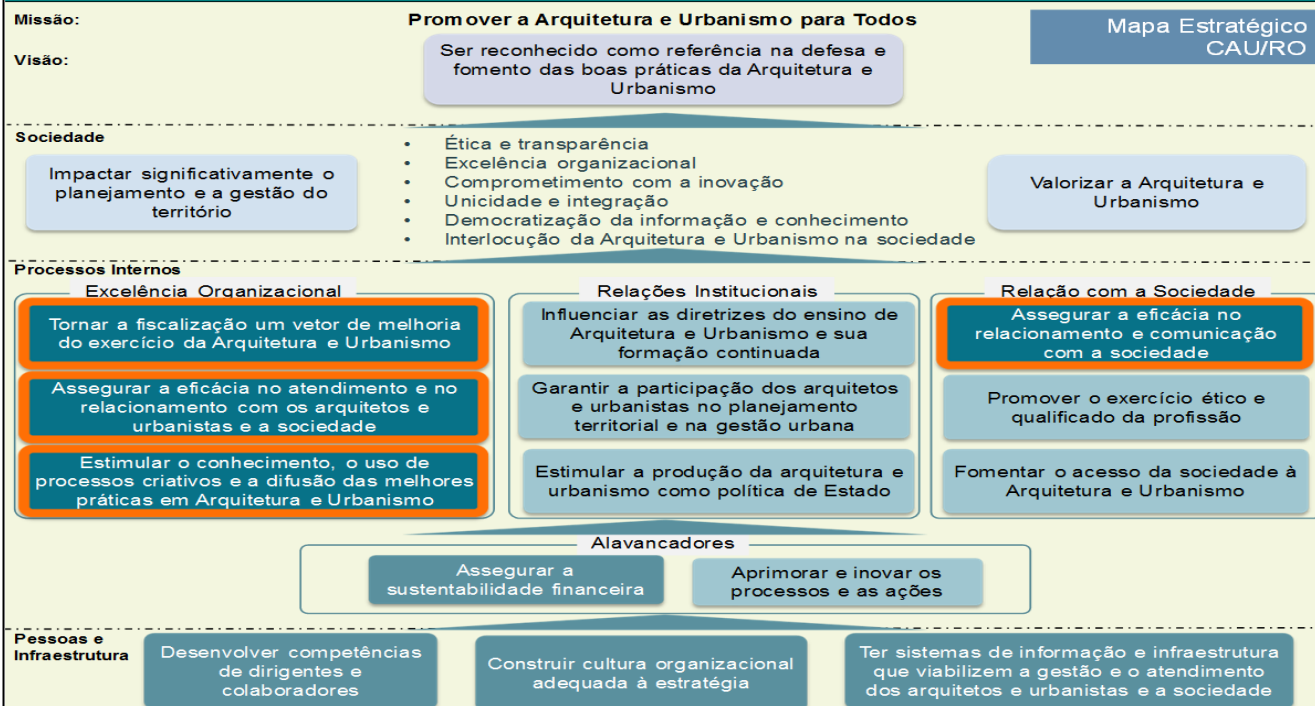 Missão:
Promover a Arquitetura e Urbanismo para Todos
Mapa Estratégico
CAU/RO
Visão:
Ser reconhecido como referência na defesa e
fomento das boas práticas da Arquitetura e
Urbanismo
Sociedade
Impactar significativamente o
planejamento e a gestão do
território
• Ética e transparência
• Excelência organizacional
• Comprometimento com a inovação
• Unicidade e integração
• Democratização da informação e conhecimento
• Interlocução da Arquitetura e Urbanismo na sociedade
Valorizar a Arquitetura e
Urbanismo
Processos Internos
Excelência Organizacional
Tornar a fiscalização um vetor de melhoria
do exercício da Arquitetura e Urbanismo
Assegurar a eficácia no atendimento e no
relacionamento com os arquitetos e
urbanistas e a sociedade
Estimular o conhecimento, o uso de
processos criativos e a difusão das melhores
práticas em Arquitetura e Urbanismo
Relações Institucionais
Influenciar as diretrizes do ensino de
Arquitetura e Urbanismo e sua
formação continuada
Garantir a participação dos arquitetos
e urbanistas no planejamento
territorial e na gestão urbana
Estimular a produção da arquitetura e
urbanismo como política de Estado
Relação com a Sociedade
Assegurar a eficácia no
relacionamento e comunicação
com a sociedade
Promover o exercício ético e
qualificado da profissão
Fomentar o acesso da sociedade à
Arquitetura e Urbanismo
Alavancadores
Assegurar a
sustentabilidade financeira
Aprimorar e inovar os
processos e as ações
Pessoas e
Infraestrutura
Desenvolver competências
de dirigentes e
colaboradores
Construir cultura organizacional
adequada à estratégia
Ter sistemas de informação e infraestrutura
que viabilizem a gestão e o atendimento
dos arquitetos e urbanistas e a sociedade